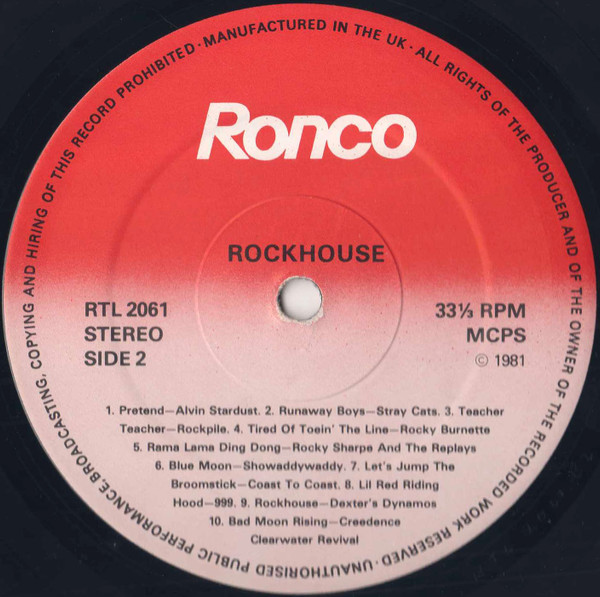 BROADCASTING, COPYING AND HIRING OF THIS RECORD PROHIBITED · MANUFACTURED IN THE UK · ALL RIGHTS OF THE PRODUCER AND OF THE OWNER OF THE RECORDED WORK RESERVED · UNAUTHORISED PUBLIC PERFORMANCE,
Ronco
ROCKHOUSE
RTL 2061
STEREO
SIDE 2
33⅓ RPM
MCPS
© 1981
1. Pretend—Alvin Stardust. 2. Runaway Boys—Stray Cats. 3. Teacher
Teacher—Rockpile. 4. Tired Of Toein' The Line—Rocky Burnette
5. Rama Lama Ding Dong—Rocky Sharpe And The Replays
6. Blue Moon—Showaddywaddy. 7. Let's Jump The
Broomstick—Coast To Coast. 8. Lil Red Riding
Hood—999. 9. Rockhouse—Dexter's Dynamos
10. Bad Moon Rising—Creedence
Clearwater Revival